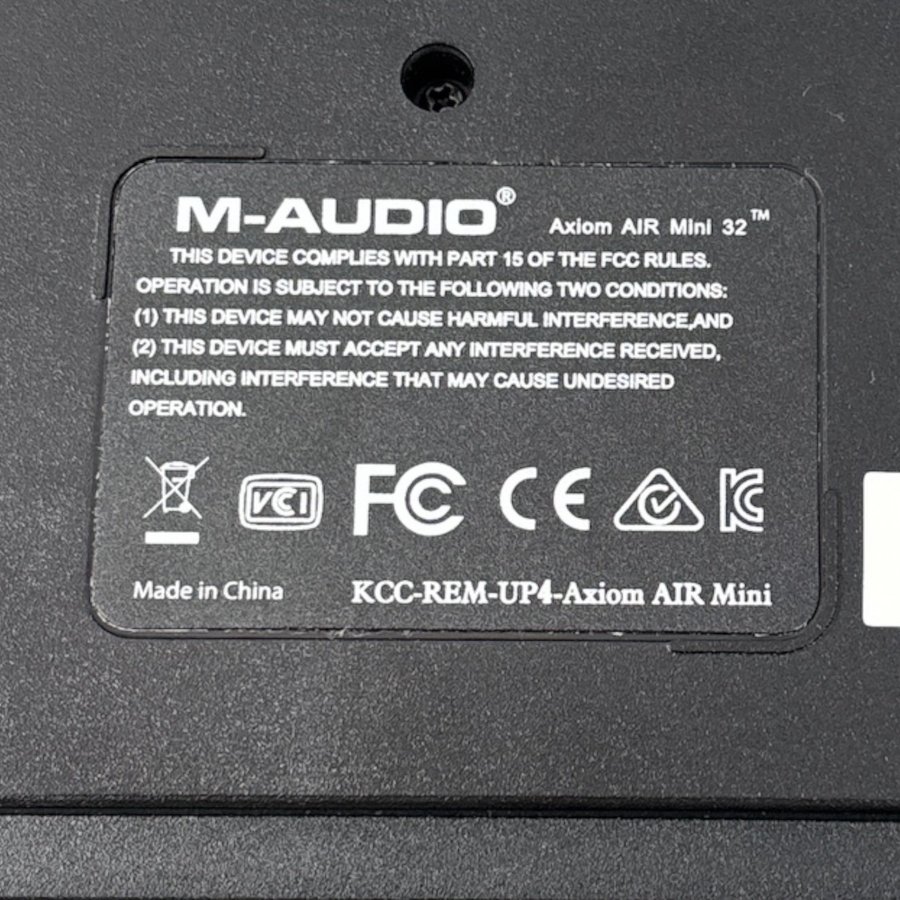 M-AUDIO® Axiom AIR Mini 32™
THIS DEVICE COMPLIES WITH PART 15 OF THE FCC RULES.
OPERATION IS SUBJECT TO THE FOLLOWING TWO CONDITIONS:
(1) THIS DEVICE MAY NOT CAUSE HARMFUL INTERFERENCE,AND
(2) THIS DEVICE MUST ACCEPT ANY INTERFERENCE RECEIVED,
INCLUDING INTERFERENCE THAT MAY CAUSE UNDESIRED
OPERATION.
VCI FC CE KC
Made in China KCC-REM-UP4-Axiom AIR Mini